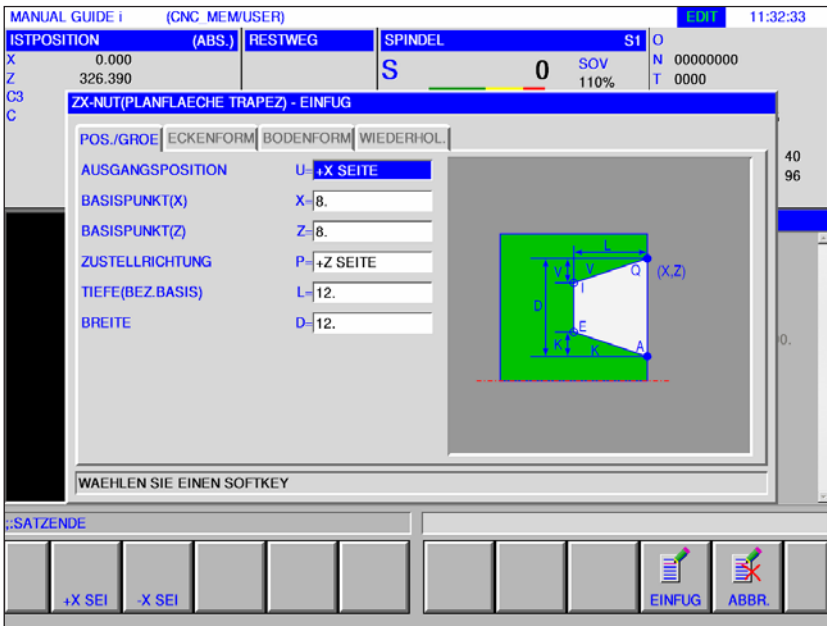 MANUAL GUIDE i (CNC_MEM/USER) EDIT 11:32:33
ISTPOSITION (ABS.) RESTWEG SPINDEL S1 O
X 0.000 S 0 SOV 110% N 00000000
Z 326.390 T 0000
C3
C
ZX-NUT(PLANFLAECHE TRAPEZ) - EINFUG
POS./GROE ECKENFORM BODENFORM WIEDERHOL.
AUSGANGSPOSITION U= +X SEITE
BASISPUNKT(X) X= 8.
BASISPUNKT(Z) Z= 8.
ZUSTELLRICHTUNG P= +Z SEITE
TIEFE(BEZ.BASIS) L= 12.
BREITE D= 12.
L
V V Q (X,Z)
I
D
E
K K A
40
96
0.
WAEHLEN SIE EINEN SOFTKEY
;:SATZENDE
+X SEI -X SEI EINFUG ABBR.